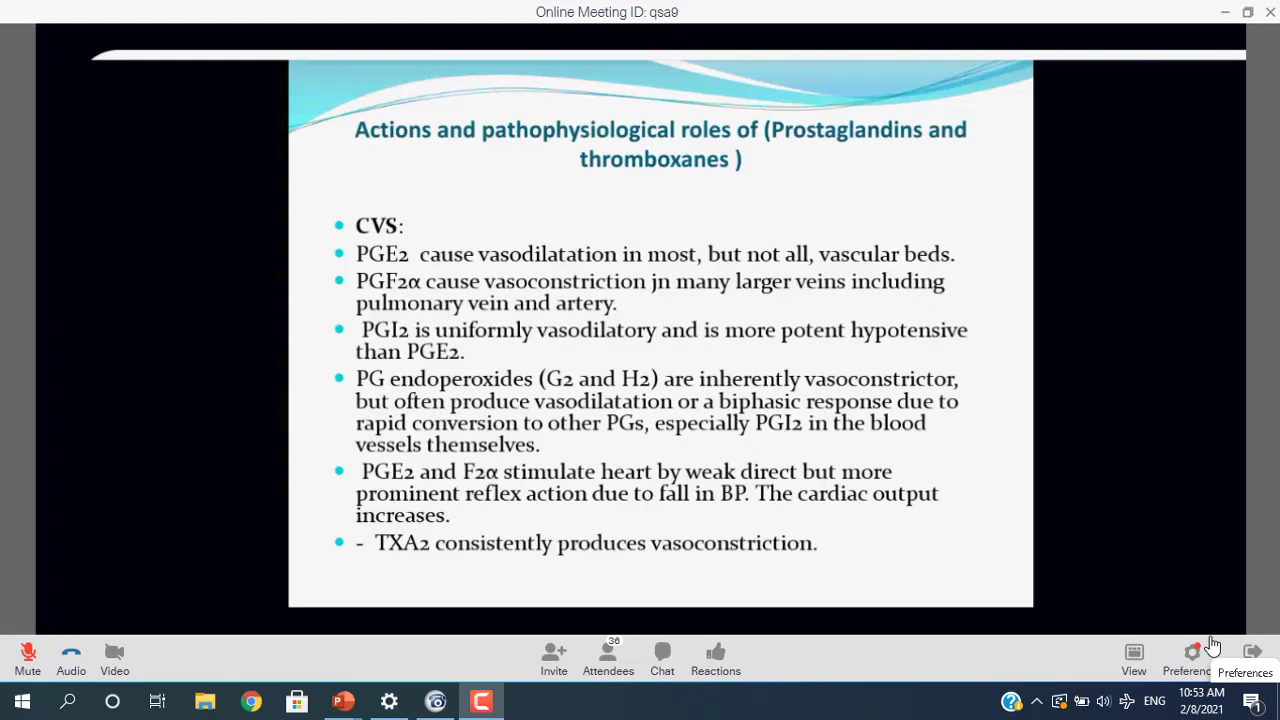 Online Meeting ID: qsa9
Actions and pathophysiological roles of (Prostaglandins and
thromboxanes )
CVS:
PGE2 cause vasodilatation in most, but not all, vascular beds.
PGF2α cause vasoconstriction jn many larger veins including
pulmonary vein and artery.
PGI2 is uniformly vasodilatory and is more potent hypotensive
than PGE2.
PG endoperoxides (G2 and H2) are inherently vasoconstrictor,
but often produce vasodilatation or a biphasic response due to
rapid conversion to other PGs, especially PGI2 in the blood
vessels themselves.
PGE2 and F2α stimulate heart by weak direct but more
prominent reflex action due to fall in BP. The cardiac output
increases.
- TXA2 consistently produces vasoconstriction.
36
Mute Audio Video Invite Attendees Chat Reactions View Preferenc
Preferences
ENG
10:53 AM
2/8/2021
1